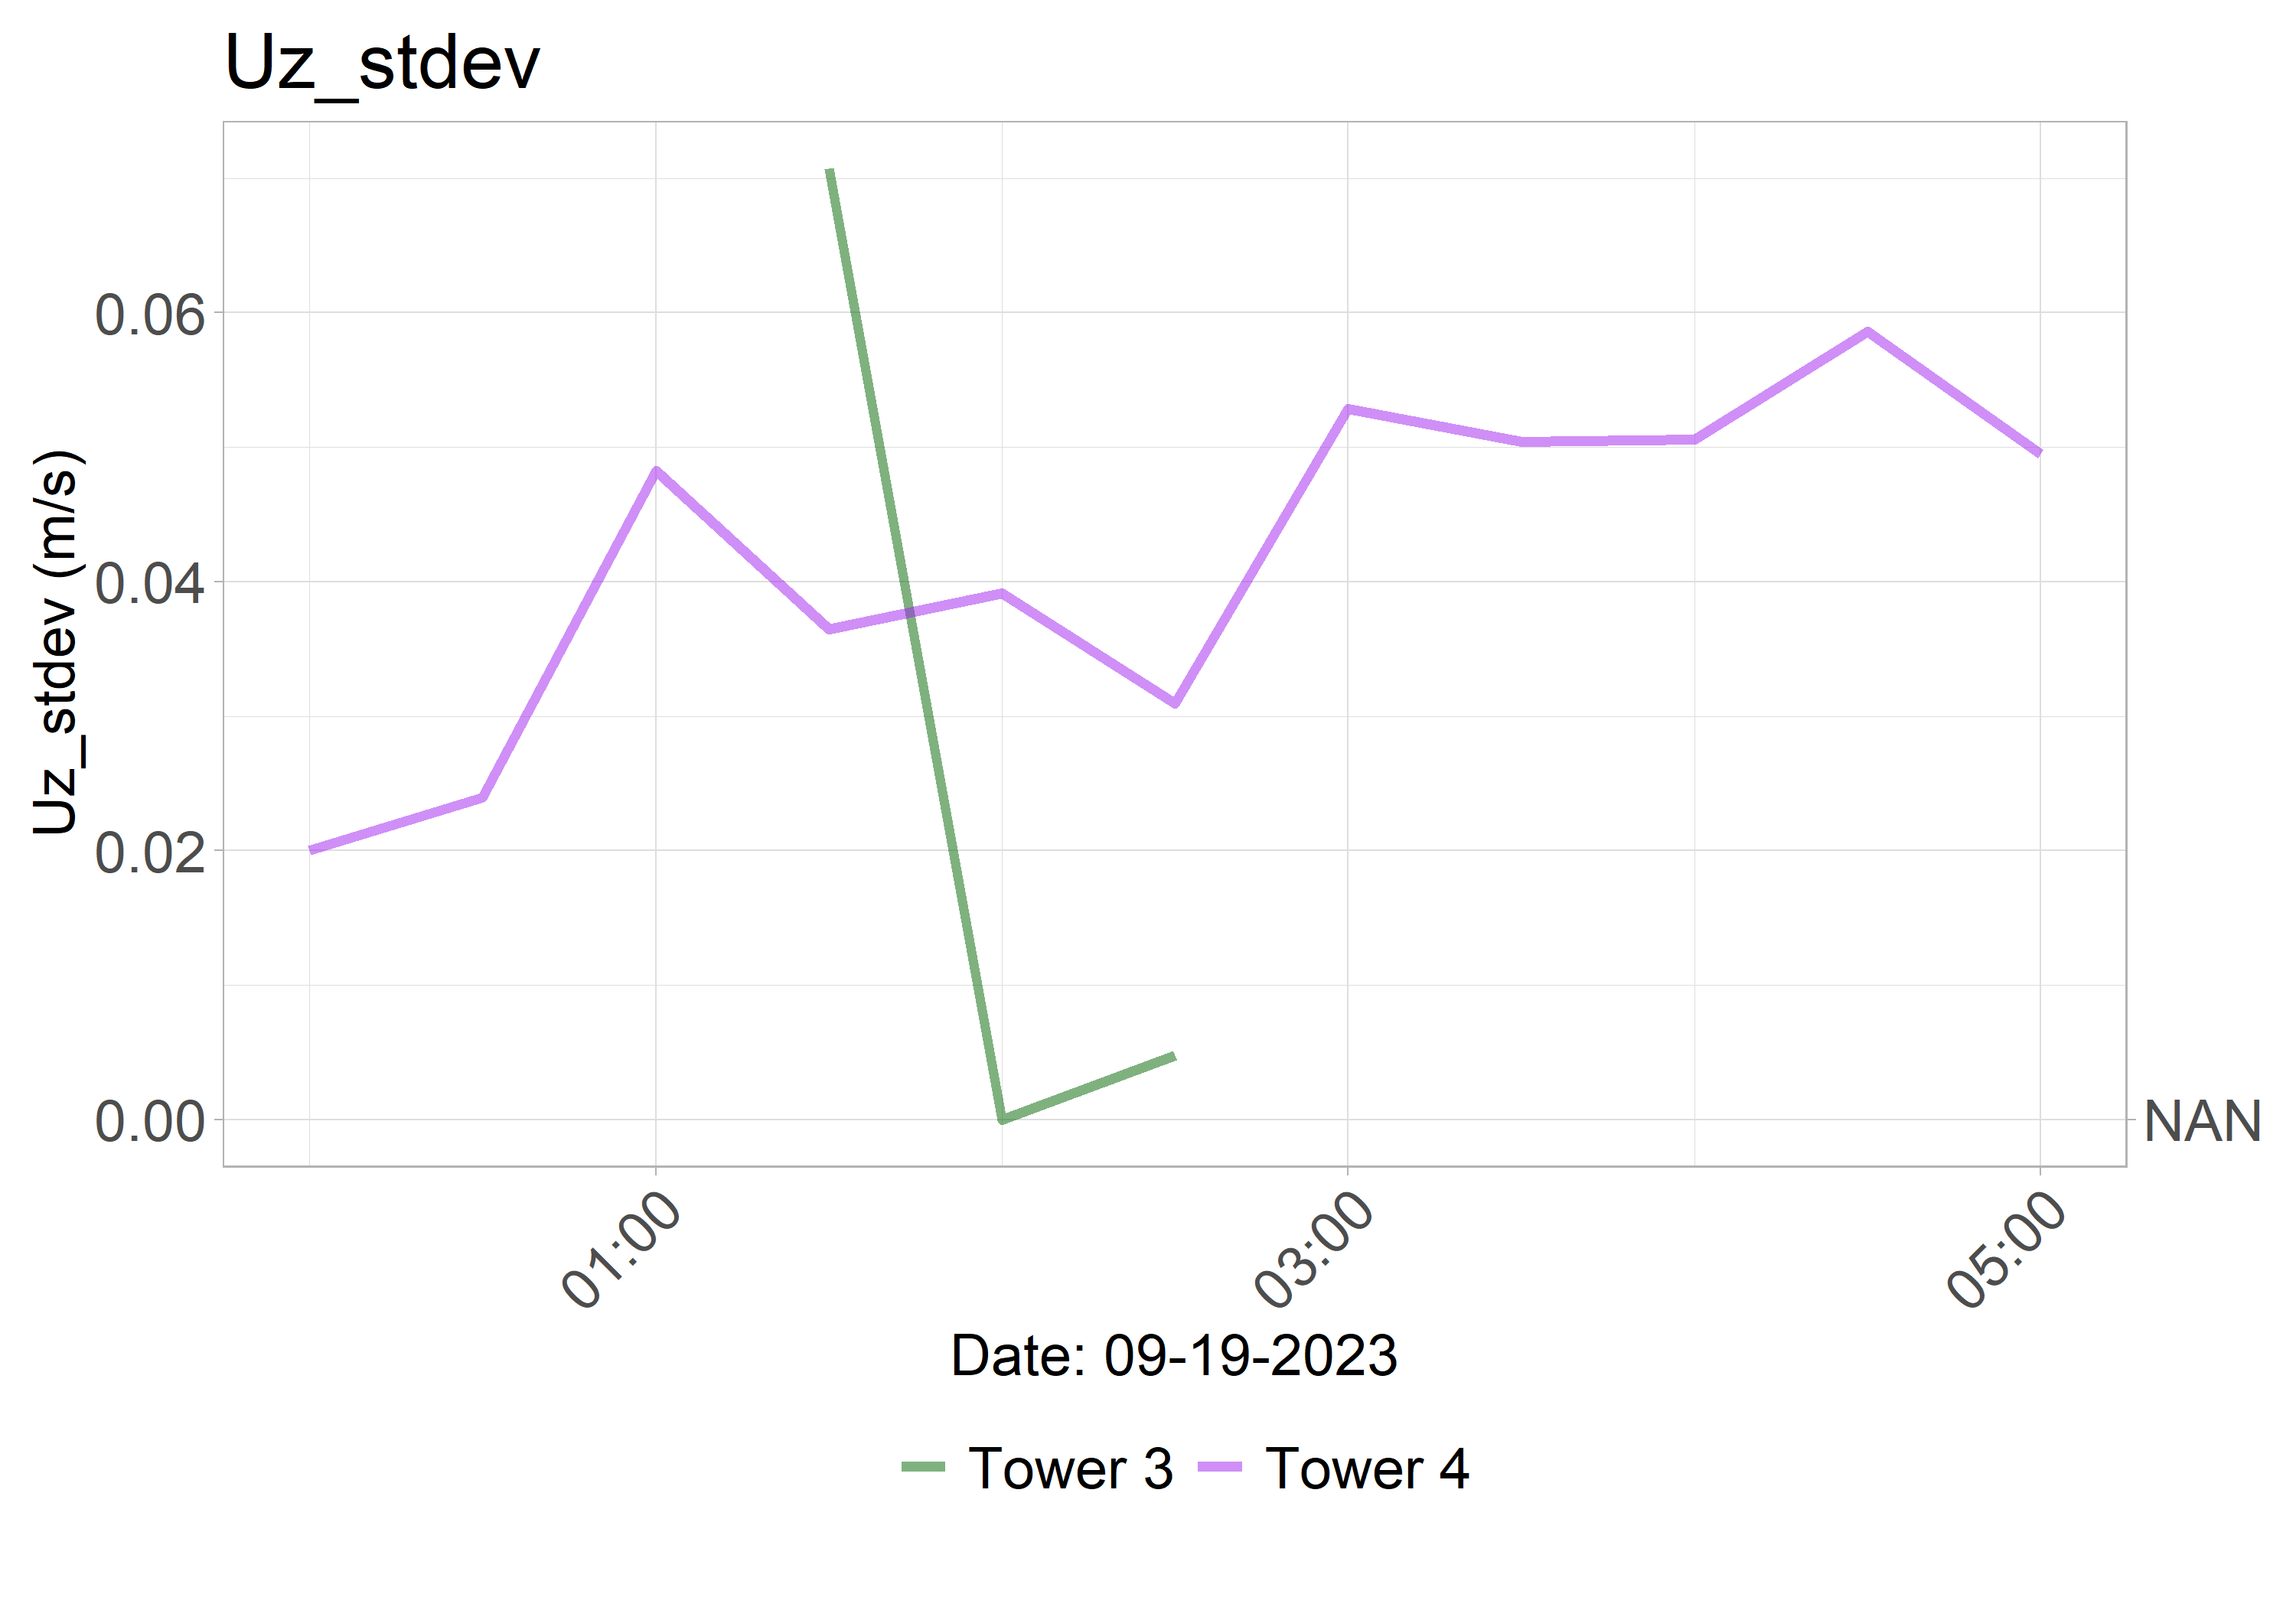 Uz_stdev
Uz_stdev (m/s)
0.06
0.04
0.02
0.00
NAN
01:00
03:00
05:00
Date: 09-19-2023
Tower 3
Tower 4